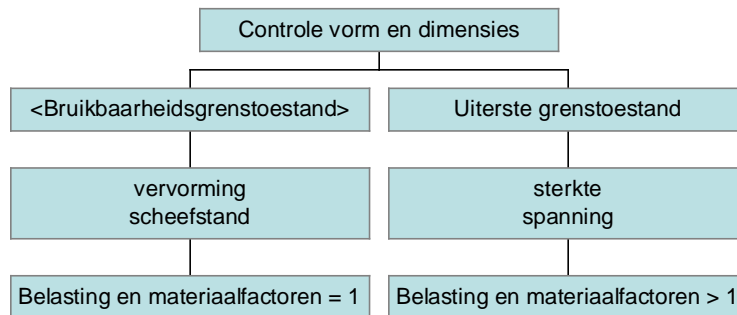 Controle vorm en dimensies
<Bruikbaarheidsgrenstoestand>
Uiterste grenstoestand
vervorming
scheefstand
sterkte
spanning
Belasting en materiaalfactoren = 1
Belasting en materiaalfactoren > 1